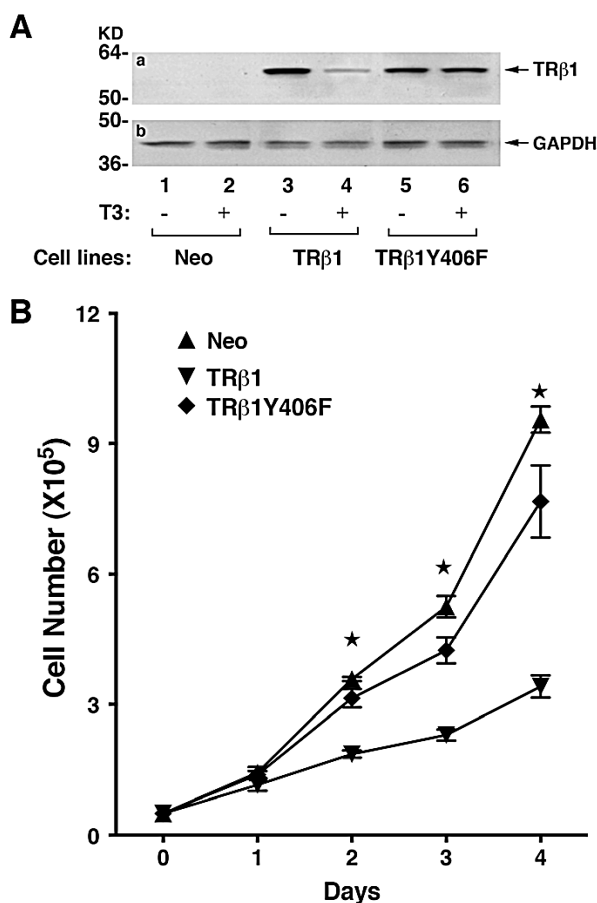 A
KD
64-
a
TRβ1
50-
50-
b
GAPDH
36-
1 2 3 4 5 6
T3: - + - + - +
Cell lines: Neo TRβ1 TRβ1Y406F
B
12
Neo
TRβ1
TRβ1Y406F
9
Cell Number (X10⁵)
6
3
0
0 1 2 3 4
Days